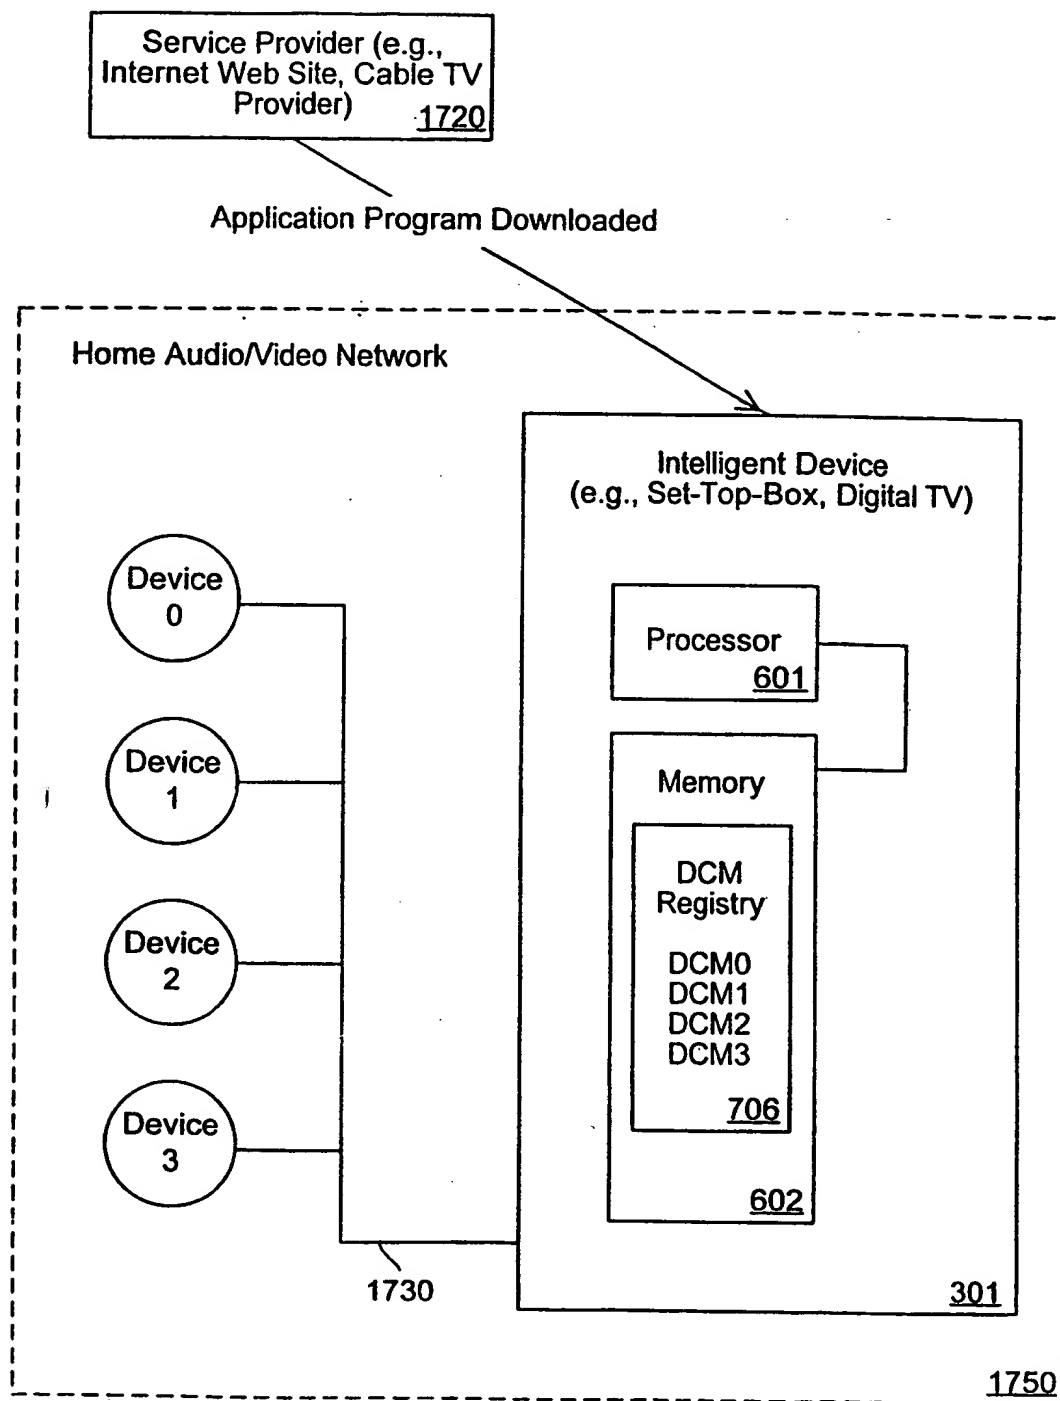 Service Provider (e.g.,
Internet Web Site, Cable TV
Provider)
1720
Application Program Downloaded
Home Audio/Video Network
Intelligent Device
(e.g., Set-Top-Box, Digital TV)
Device
0
Processor
601
Device
1
Memory
DCM
Registry
Device
2
DCM0
DCM1
DCM2
DCM3
706
Device
3
602
1730
301
1750